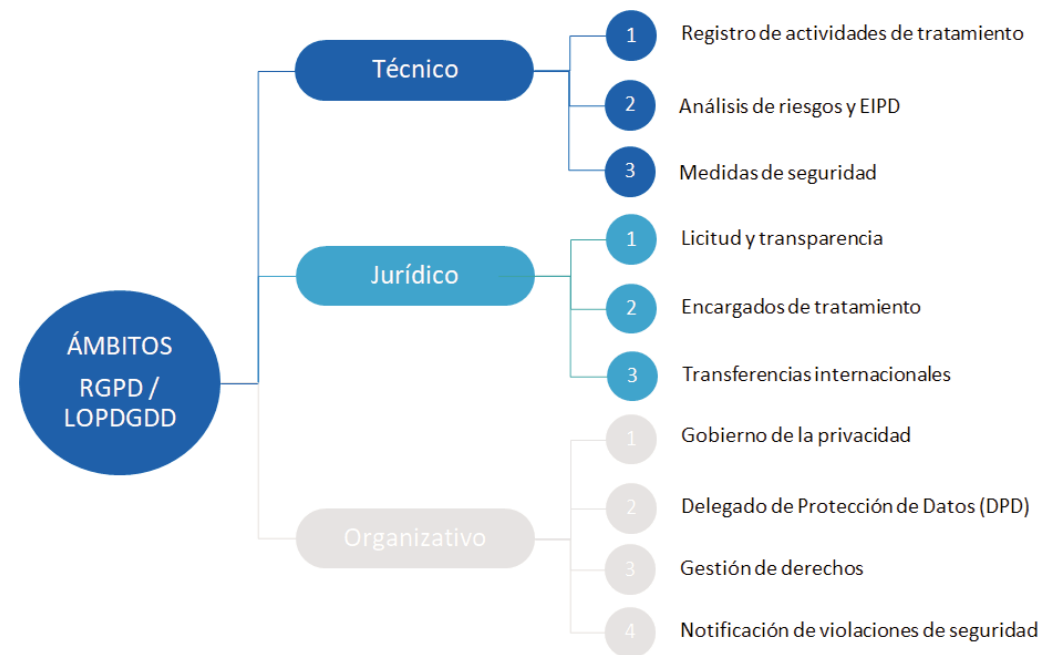 ÁMBITOS
RGPD /
LOPDGDD
Técnico
1 Registro de actividades de tratamiento
2 Análisis de riesgos y EIPD
3 Medidas de seguridad
Jurídico
1 Licitud y transparencia
2 Encargados de tratamiento
3 Transferencias internacionales
Organizativo
1 Gobierno de la privacidad
2 Delegado de Protección de Datos (DPD)
3 Gestión de derechos
4 Notificación de violaciones de seguridad